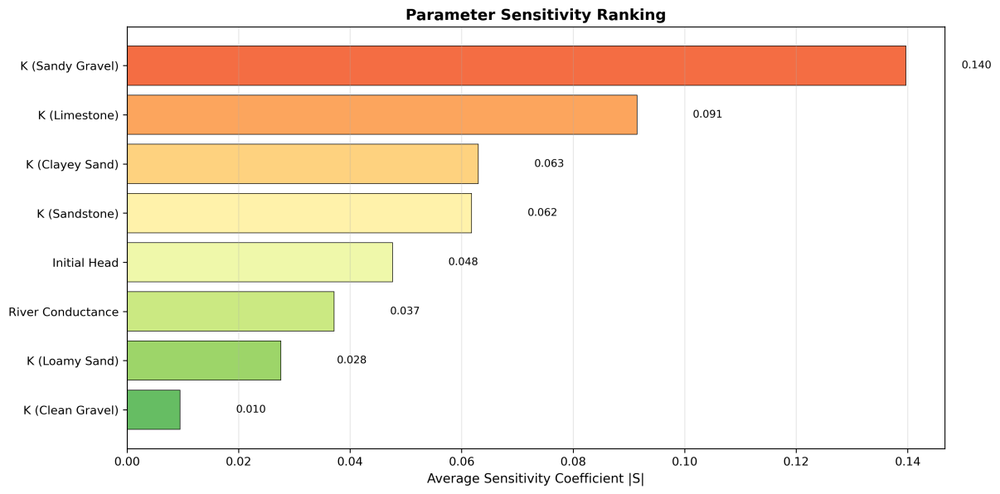 Parameter Sensitivity Ranking
K (Sandy Gravel)
0.140
K (Limestone)
0.091
K (Clayey Sand)
0.063
K (Sandstone)
0.062
Initial Head
0.048
River Conductance
0.037
K (Loamy Sand)
0.028
K (Clean Gravel)
0.010
0.00 0.02 0.04 0.06 0.08 0.10 0.12 0.14
Average Sensitivity Coefficient |S|